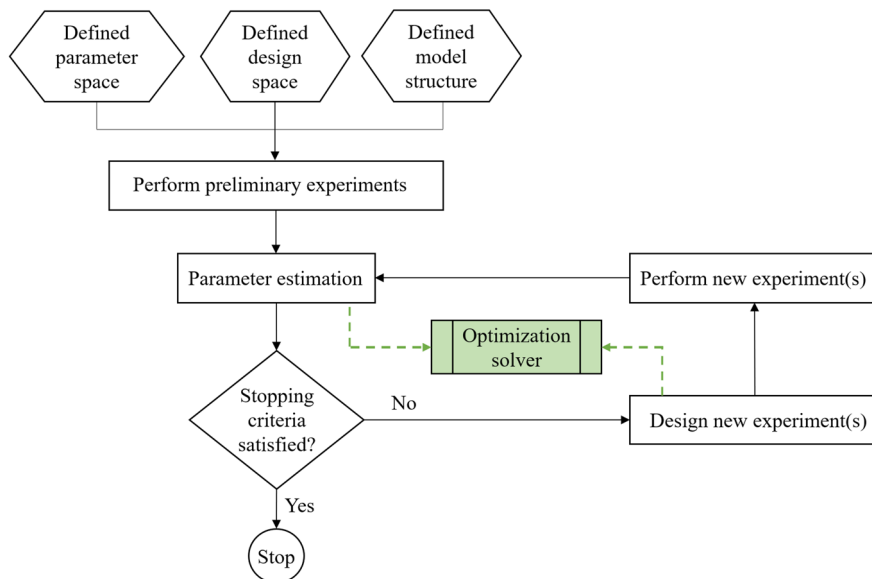 Defined
parameter
space
Defined
design
space
Defined
model
structure
Perform preliminary experiments
Parameter estimation
Perform new experiment(s)
Optimization
solver
Stopping
criteria
satisfied?
No
Design new experiment(s)
Yes
Stop